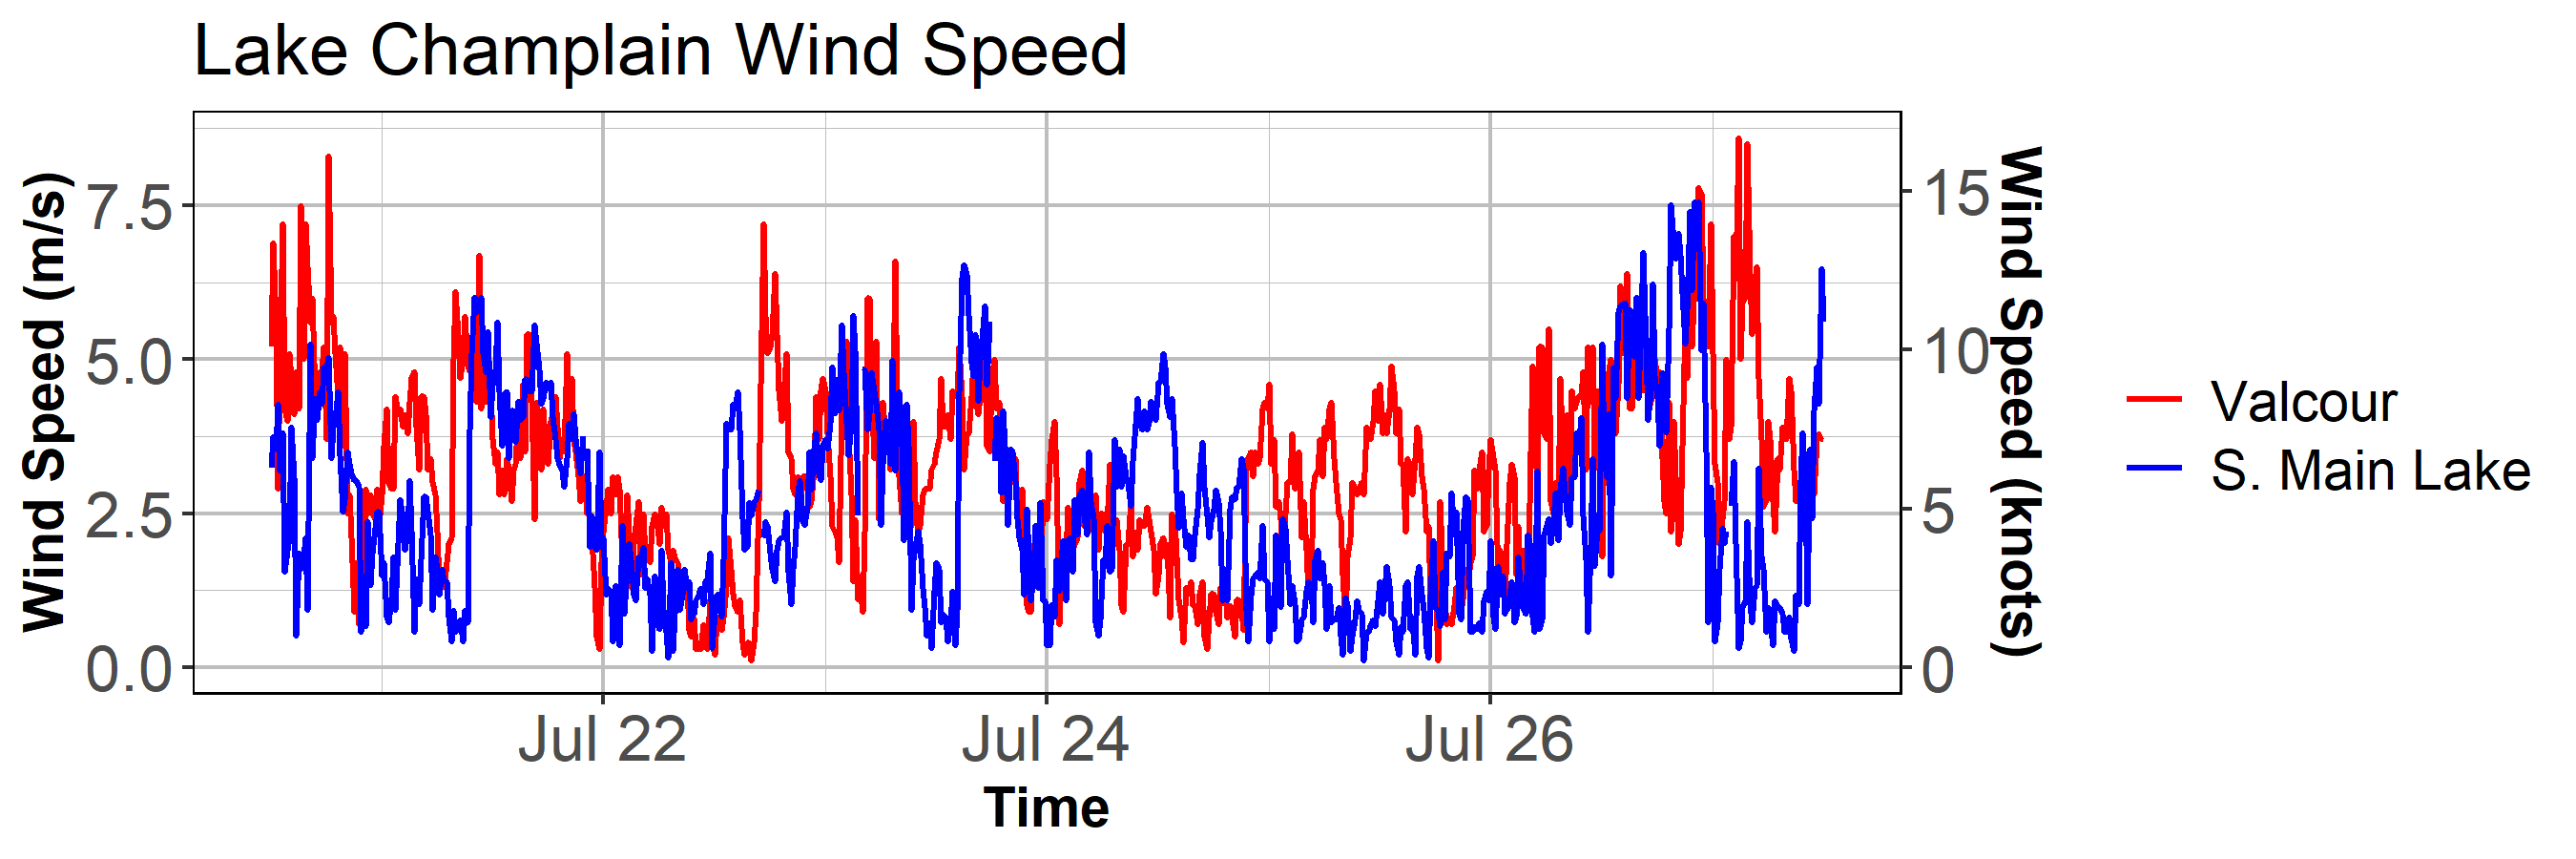 Lake Champlain Wind Speed
Wind Speed (m/s)
7.5
5.0
2.5
0.0
15
10
5
0
Wind Speed (knots)
Jul 22
Jul 24
Jul 26
Time
Valcour
S. Main Lake